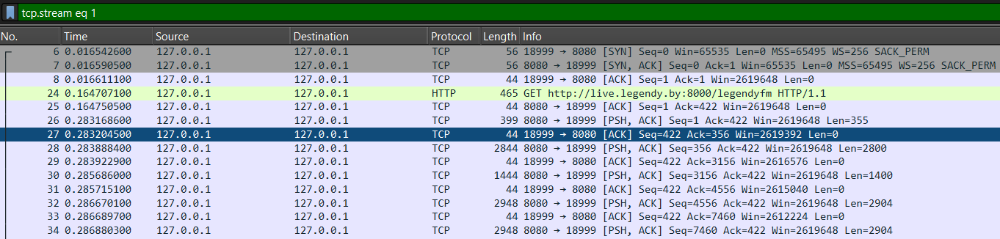 tcp.stream eq 1
No. Time Source Destination Protocol Length Info
6 0.016542600 127.0.0.1 127.0.0.1 TCP 56 18999 → 8080 [SYN] Seq=0 Win=65535 Len=0 MSS=65495 WS=256 SACK_PERM
7 0.016590500 127.0.0.1 127.0.0.1 TCP 56 8080 → 18999 [SYN, ACK] Seq=0 Ack=1 Win=65535 Len=0 MSS=65495 WS=256 SACK_PERM
8 0.016611100 127.0.0.1 127.0.0.1 TCP 44 18999 → 8080 [ACK] Seq=1 Ack=1 Win=2619648 Len=0
24 0.164707100 127.0.0.1 127.0.0.1 HTTP 465 GET http://live.legendy.by:8000/legendyfm HTTP/1.1
25 0.164750500 127.0.0.1 127.0.0.1 TCP 44 8080 → 18999 [ACK] Seq=1 Ack=422 Win=2619648 Len=0
26 0.283168600 127.0.0.1 127.0.0.1 TCP 399 8080 → 18999 [PSH, ACK] Seq=1 Ack=422 Win=2619648 Len=355
27 0.283204500 127.0.0.1 127.0.0.1 TCP 44 18999 → 8080 [ACK] Seq=422 Ack=356 Win=2619392 Len=0
28 0.283888400 127.0.0.1 127.0.0.1 TCP 2844 8080 → 18999 [PSH, ACK] Seq=356 Ack=422 Win=2619648 Len=2800
29 0.283922900 127.0.0.1 127.0.0.1 TCP 44 18999 → 8080 [ACK] Seq=422 Ack=3156 Win=2616576 Len=0
30 0.285686000 127.0.0.1 127.0.0.1 TCP 1444 8080 → 18999 [PSH, ACK] Seq=3156 Ack=422 Win=2619648 Len=1400
31 0.285715100 127.0.0.1 127.0.0.1 TCP 44 18999 → 8080 [ACK] Seq=422 Ack=4556 Win=2615040 Len=0
32 0.286670100 127.0.0.1 127.0.0.1 TCP 2948 8080 → 18999 [PSH, ACK] Seq=4556 Ack=422 Win=2619648 Len=2904
33 0.286689700 127.0.0.1 127.0.0.1 TCP 44 18999 → 8080 [ACK] Seq=422 Ack=7460 Win=2612224 Len=0
34 0.286880300 127.0.0.1 127.0.0.1 TCP 2948 8080 → 18999 [PSH, ACK] Seq=7460 Ack=422 Win=2619648 Len=2904